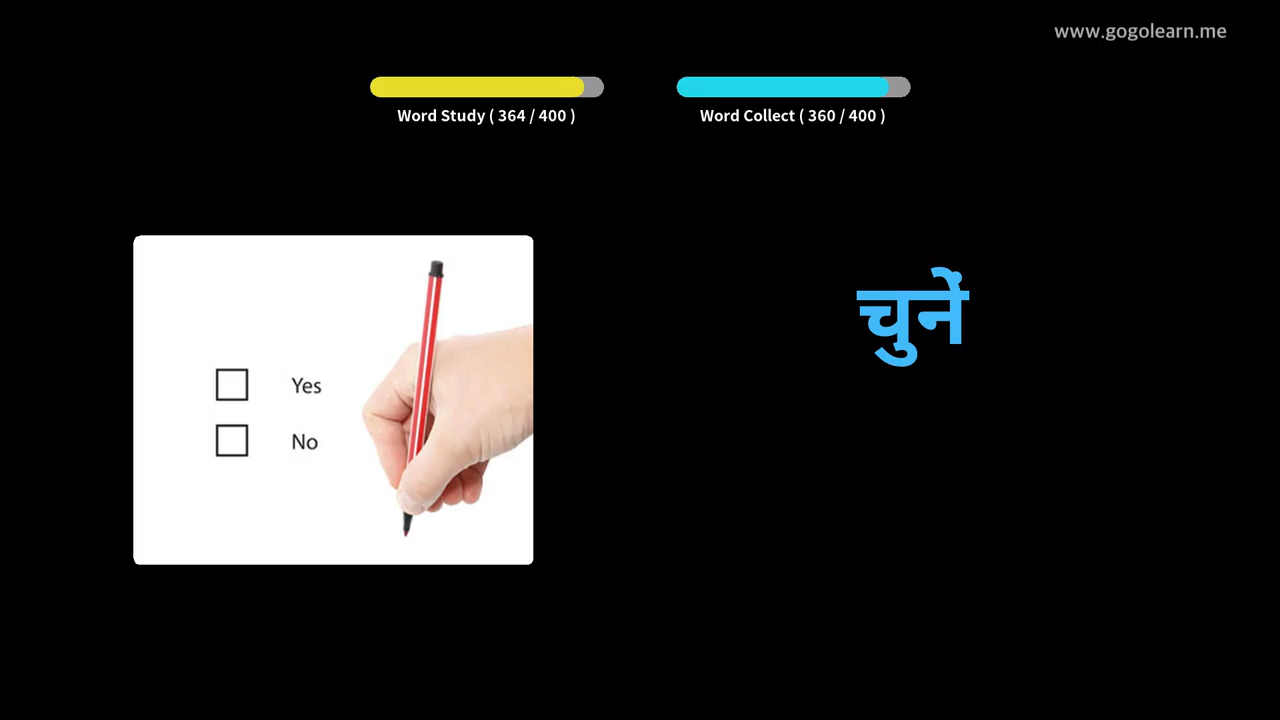 www.gogolearn.me
Word Study ( 364 / 400 )
Word Collect ( 360 / 400 )
चुनें
Yes
No